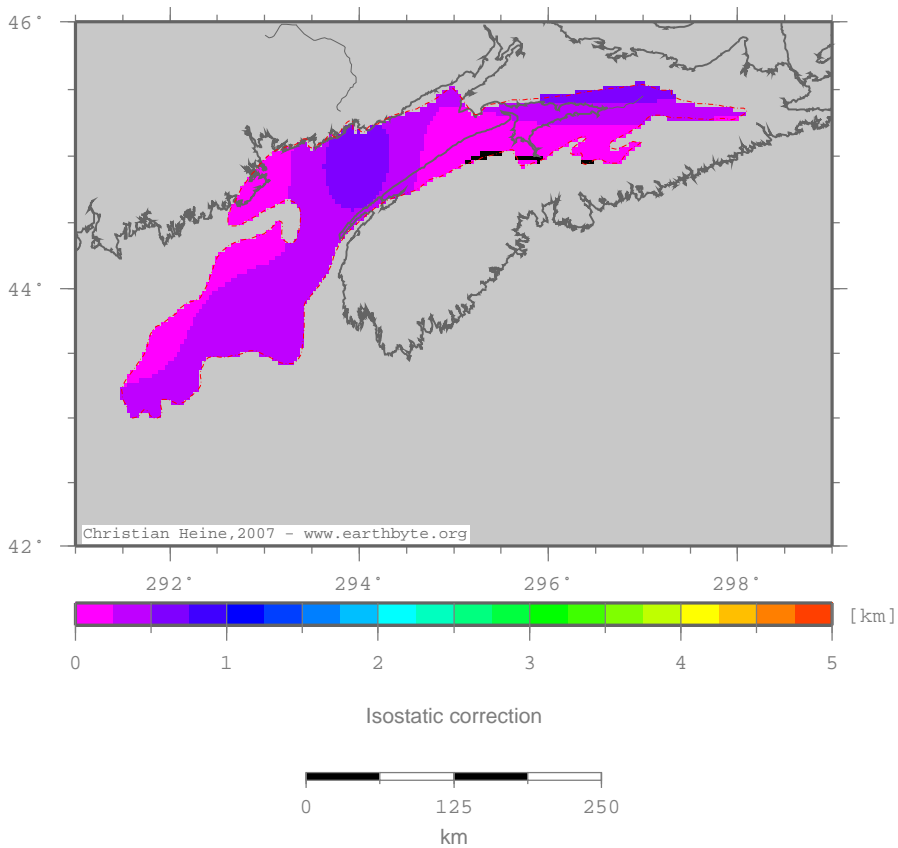 46°
44°
42°
Christian Heine,2007 - www.earthbyte.org
292° 294° 296° 298°
[km]
0 1 2 3 4 5
Isostatic correction
0 125 250
km